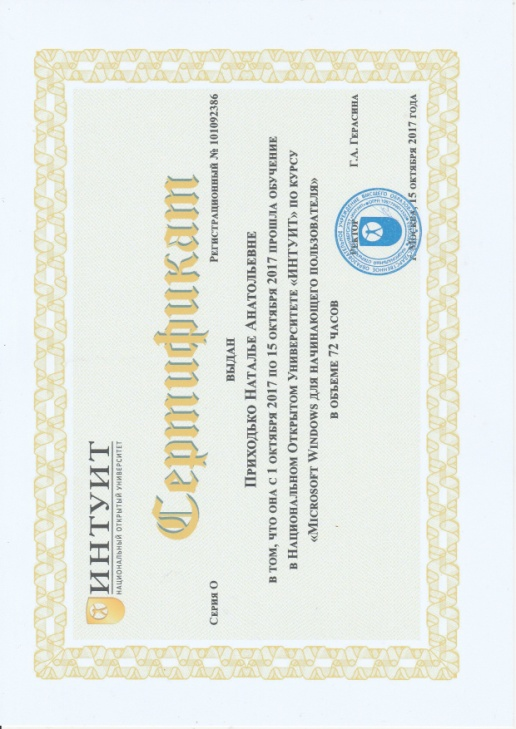 ИНТУИТ
НАЦИОНАЛЬНЫЙ ОТКРЫТЫЙ УНИВЕРСИТЕТ
Сертификат
Серия О
Регистрационный № 101092386
выдан
Приходько Наталье Анатольевне
в том, что она с 1 октября 2017 по 15 октября 2017 прошла обучение
в Национальном Открытом Университете «ИНТУИТ» по курсу
«Microsoft Windows для начинающего пользователя»
в объеме 72 часов
Ректор
Г.А. Герасина
г. Москва, 15 октября 2017 года